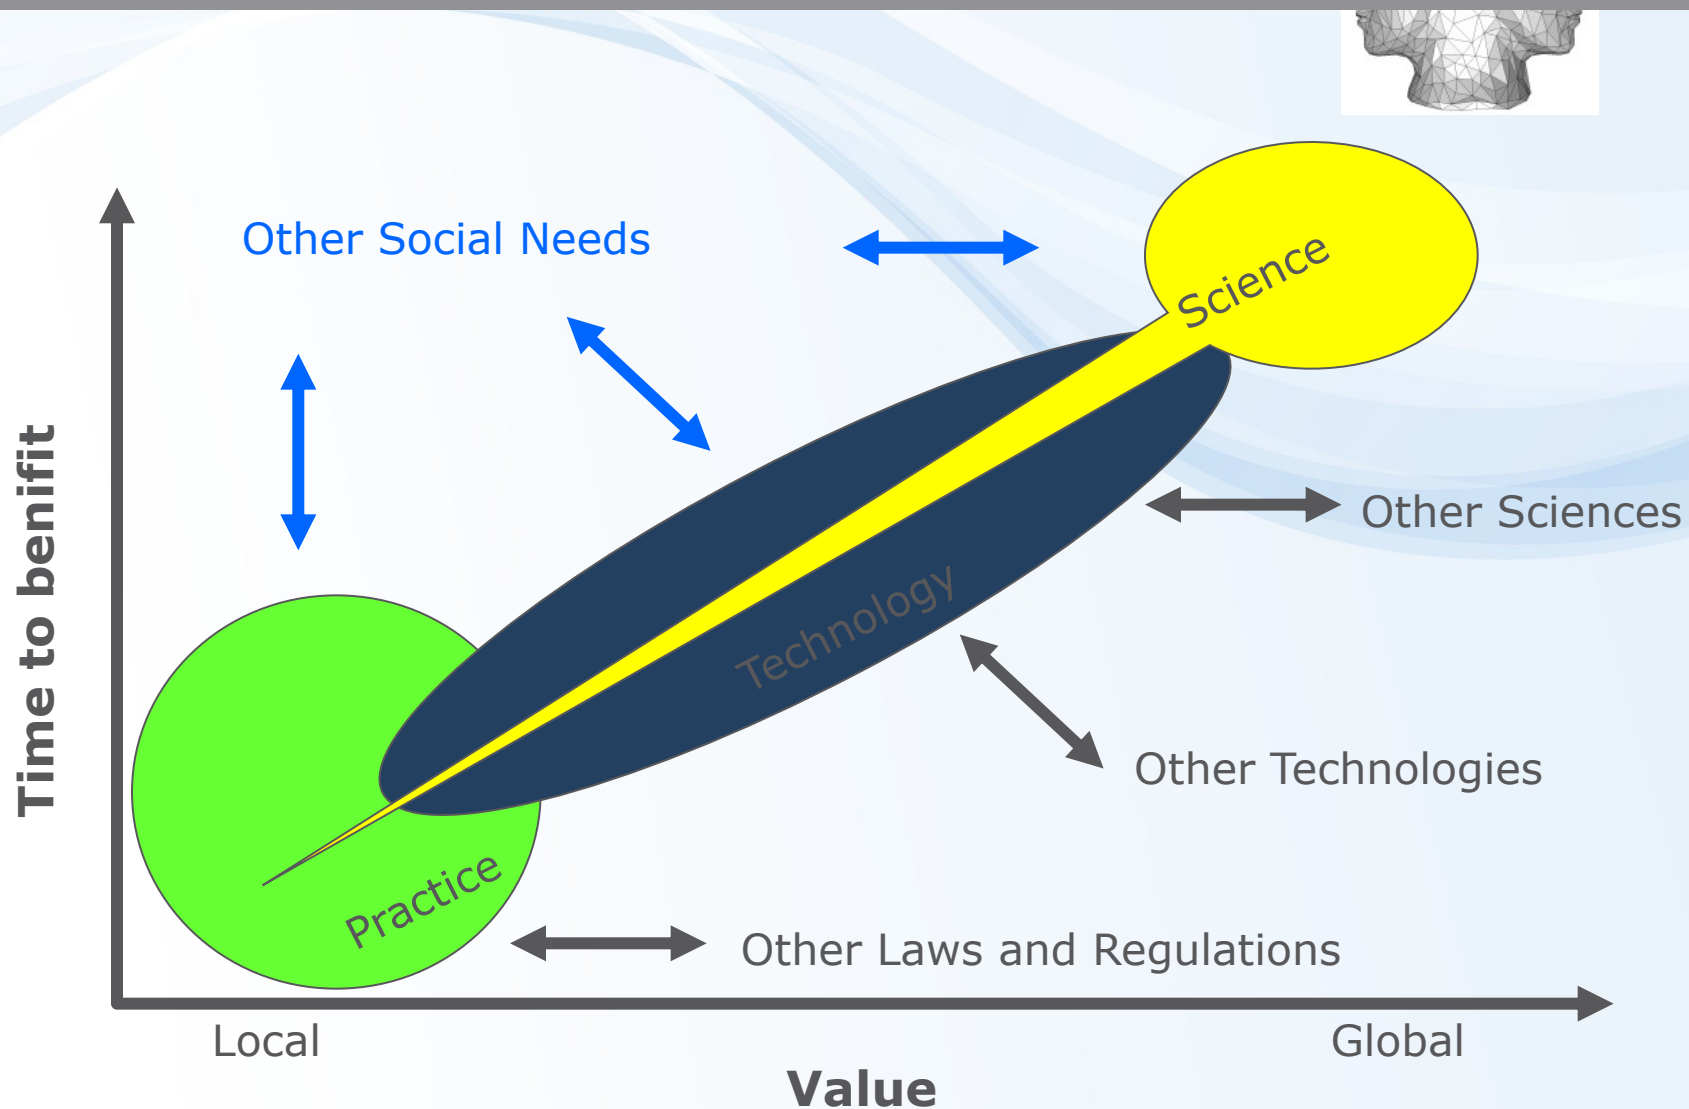 Other Social Needs
Science
Time to benifit
Other Sciences
Technology
Other Technologies
Practice
Other Laws and Regulations
Local
Global
Value